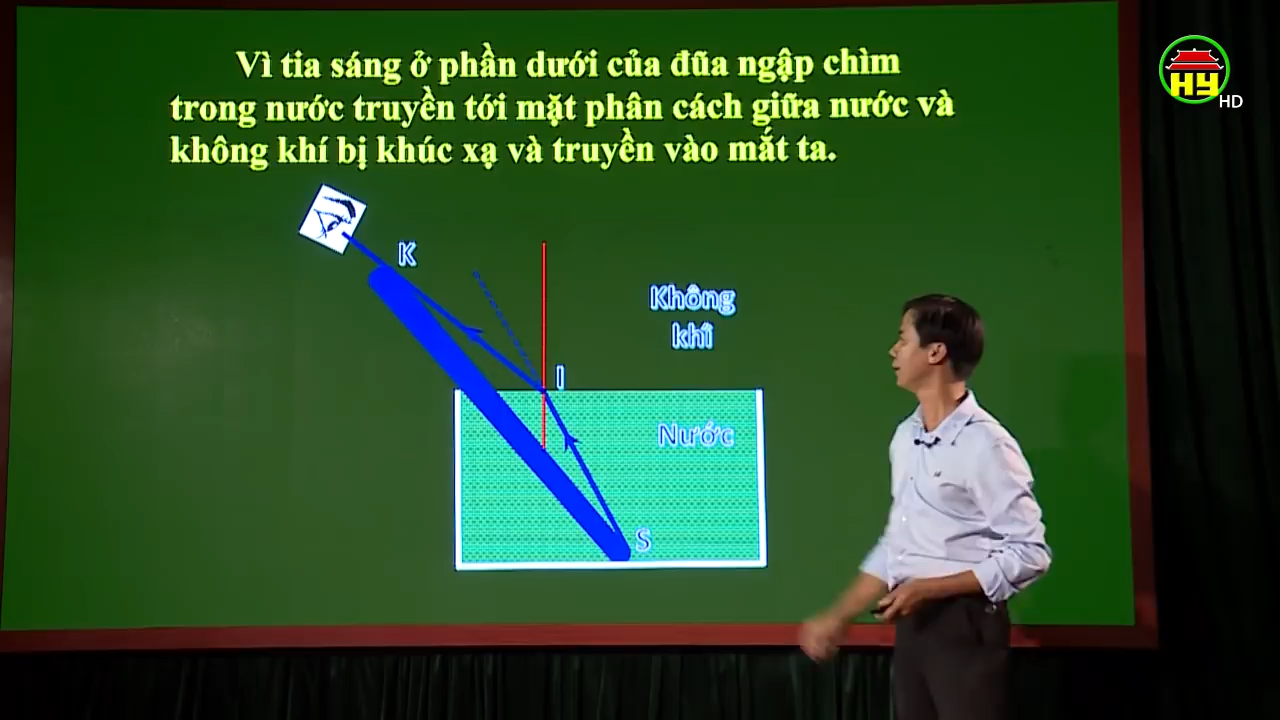 Vì tia sáng ở phần dưới của đũa ngập chìm
trong nước truyền tới mặt phân cách giữa nước và
không khí bị khúc xạ và truyền vào mắt ta.
HY
HD
K
Không
khí
I
Nước
S